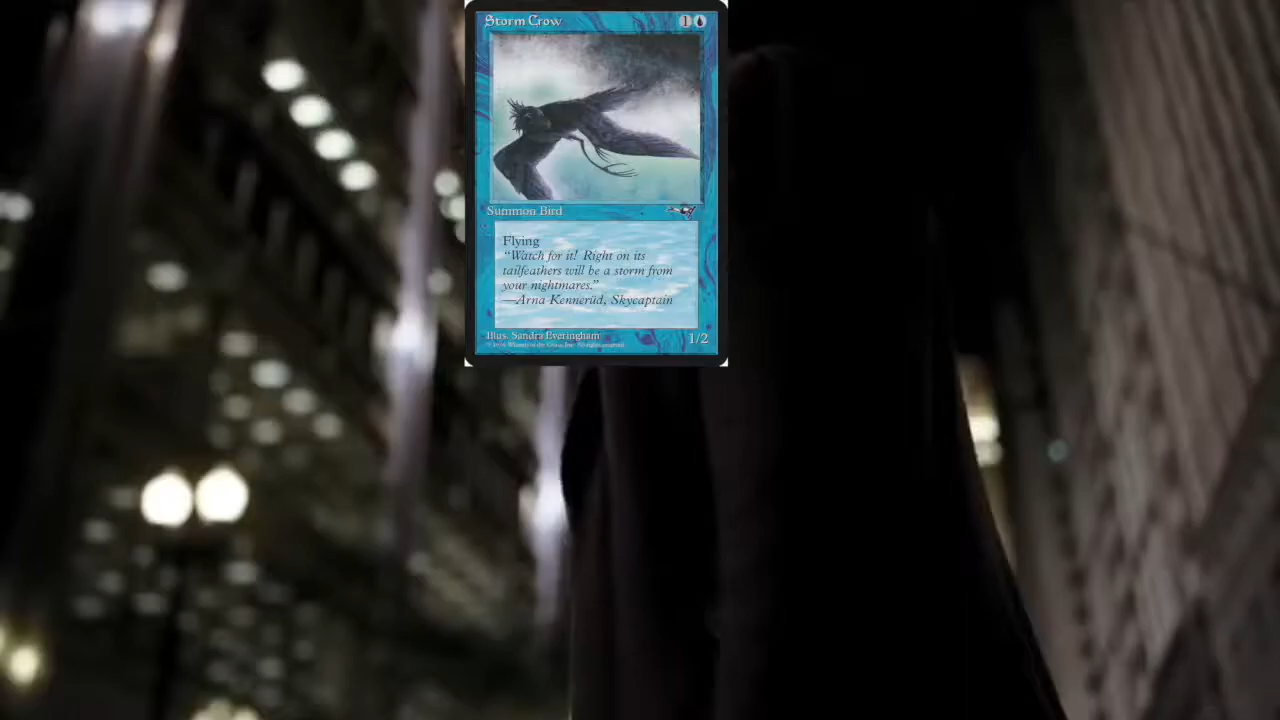 Storm Crow 1
Summon Bird
Flying
“Watch for it! Right on its
tailfeathers will be a storm from
your nightmares.”
—Arna Kennerüd, Skycaptain
Illus. Sandra Everingham
1/2